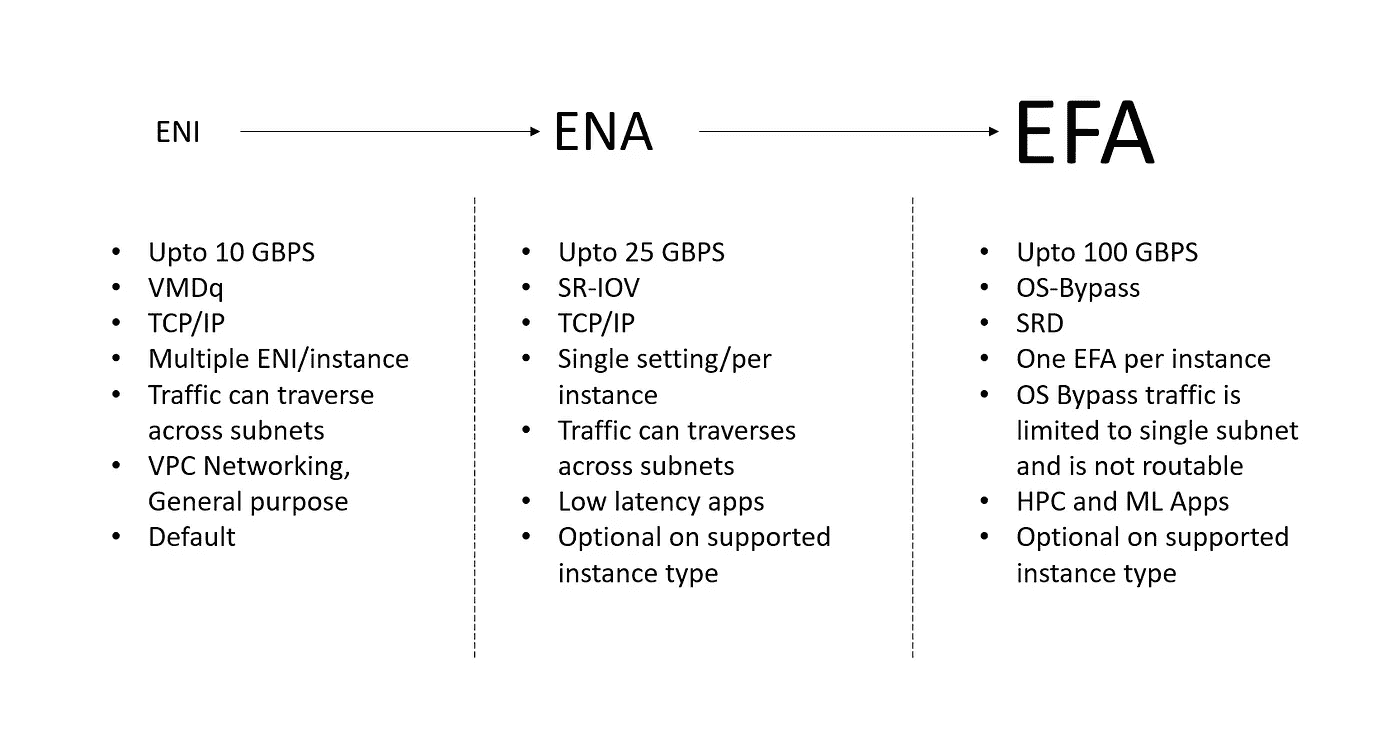 ENI
ENA
EFA
• Upto 10 GBPS
• VMDq
• TCP/IP
• Multiple ENI/instance
• Traffic can traverse
across subnets
• VPC Networking,
General purpose
• Default
• Upto 25 GBPS
• SR-IOV
• TCP/IP
• Single setting/per
instance
• Traffic can traverses
across subnets
• Low latency apps
• Optional on supported
instance type
• Upto 100 GBPS
• OS-Bypass
• SRD
• One EFA per instance
• OS Bypass traffic is
limited to single subnet
and is not routable
• HPC and ML Apps
• Optional on supported
instance type